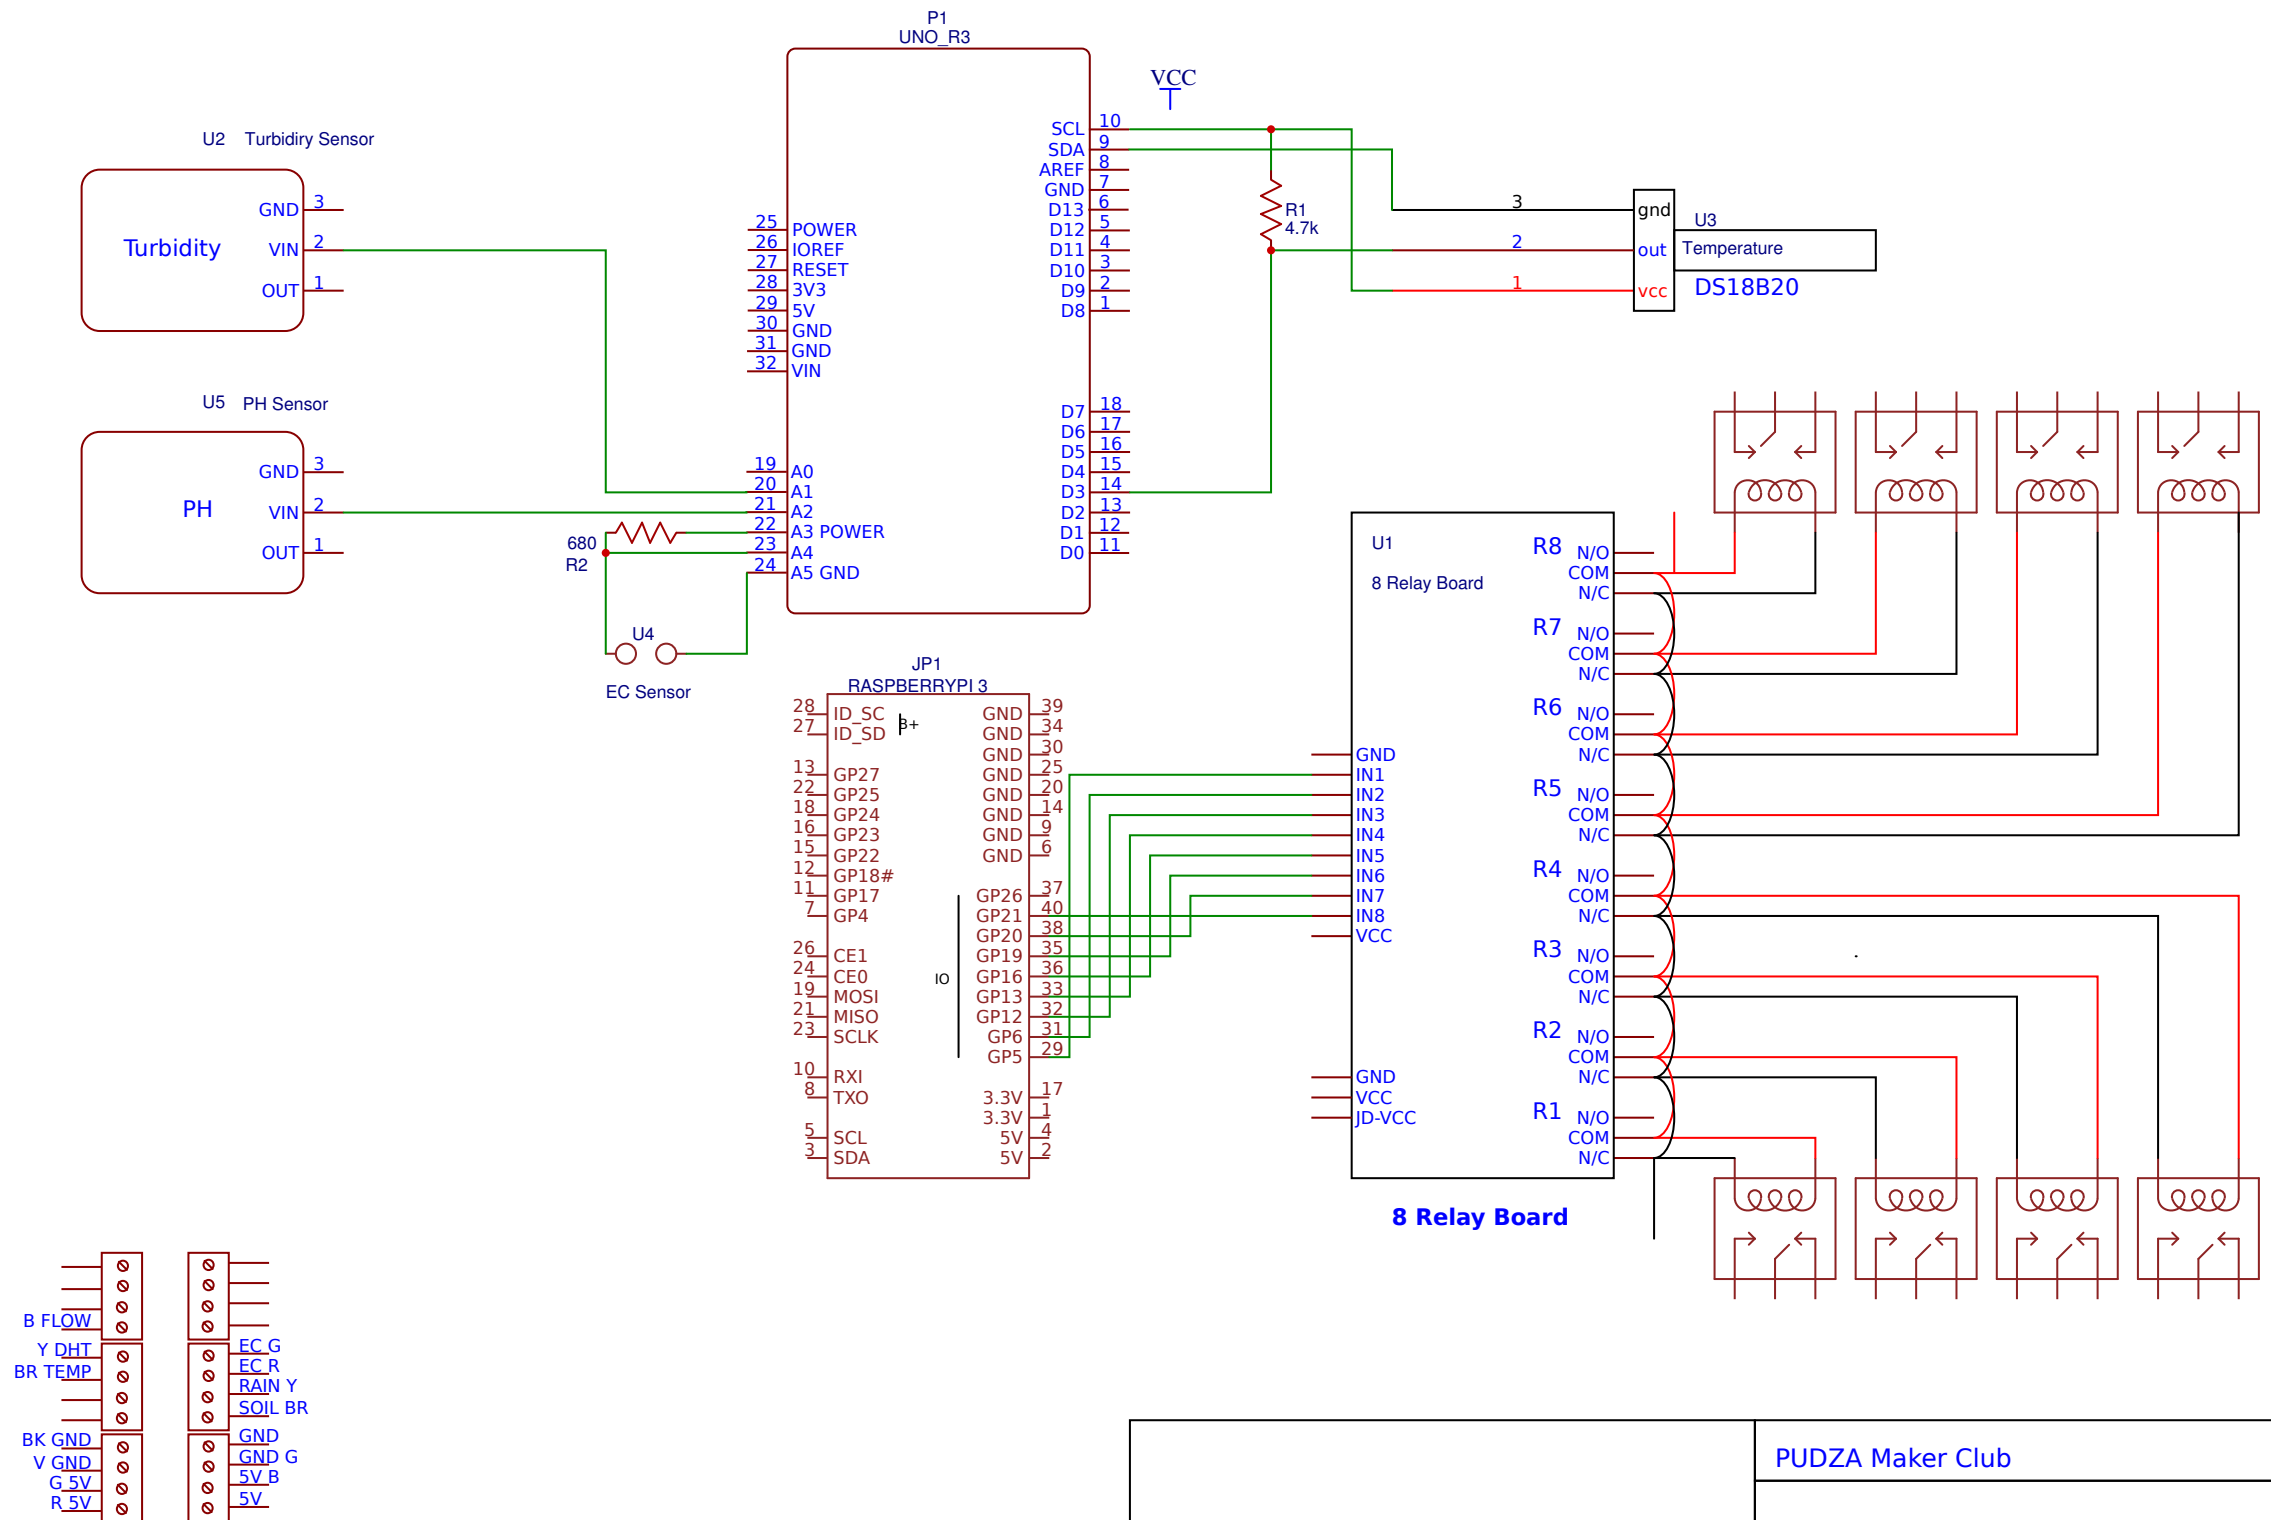 P1
UNO_R3
VCC
SCL 10
SDA 9
AREF 8
GND 7
D13 6
D12 5
D11 4
D10 3
D9 2
D8 1
25 POWER
26 IOREF
27 RESET
28 3V3
29 5V
30 GND
31 GND
32 VIN
D7 18
D6 17
D5 16
D4 15
D3 14
D2 13
D1 12
D0 11
19 A0
20 A1
21 A2
22 A3 POWER
23 A4
24 A5 GND
U2 Turbidiry Sensor
Turbidity
GND 3
VIN 2
OUT 1
U5 PH Sensor
PH
GND 3
VIN 2
OUT 1
680
R2
U4
EC Sensor
R1
4.7k
3 gnd
2 out
1 vcc
U3
Temperature
DS18B20
JP1
RASPBERRYPI 3
B+
28 ID_SC
27 ID_SD
13 GP27
22 GP25
18 GP24
16 GP23
15 GP22
12 GP18#
11 GP17
7 GP4
26 CE1
24 CE0
19 MOSI
21 MISO
23 SCLK
10 RXI
8 TXO
5 SCL
3 SDA
GND 39
GND 34
GND 30
GND 25
GND 20
GND 14
GND 9
GND 6
IO
GP26 37
GP21 40
GP20 38
GP19 35
GP16 36
GP13 33
GP12 32
GP6 31
GP5 29
3.3V 17
3.3V 1
5V 4
5V 2
U1
8 Relay Board
GND
IN1
IN2
IN3
IN4
IN5
IN6
IN7
IN8
VCC
GND
VCC
JD-VCC
R8 N/O
COM
N/C
R7 N/O
COM
N/C
R6 N/O
COM
N/C
R5 N/O
COM
N/C
R4 N/O
COM
N/C
R3 N/O
COM
N/C
R2 N/O
COM
N/C
R1 N/O
COM
N/C
8 Relay Board
B FLOW
Y DHT
BR TEMP
BK GND
V GND
G 5V
R 5V
EC G
EC R
RAIN Y
SOIL BR
GND
GND G
5V B
5V
PUDZA Maker Club